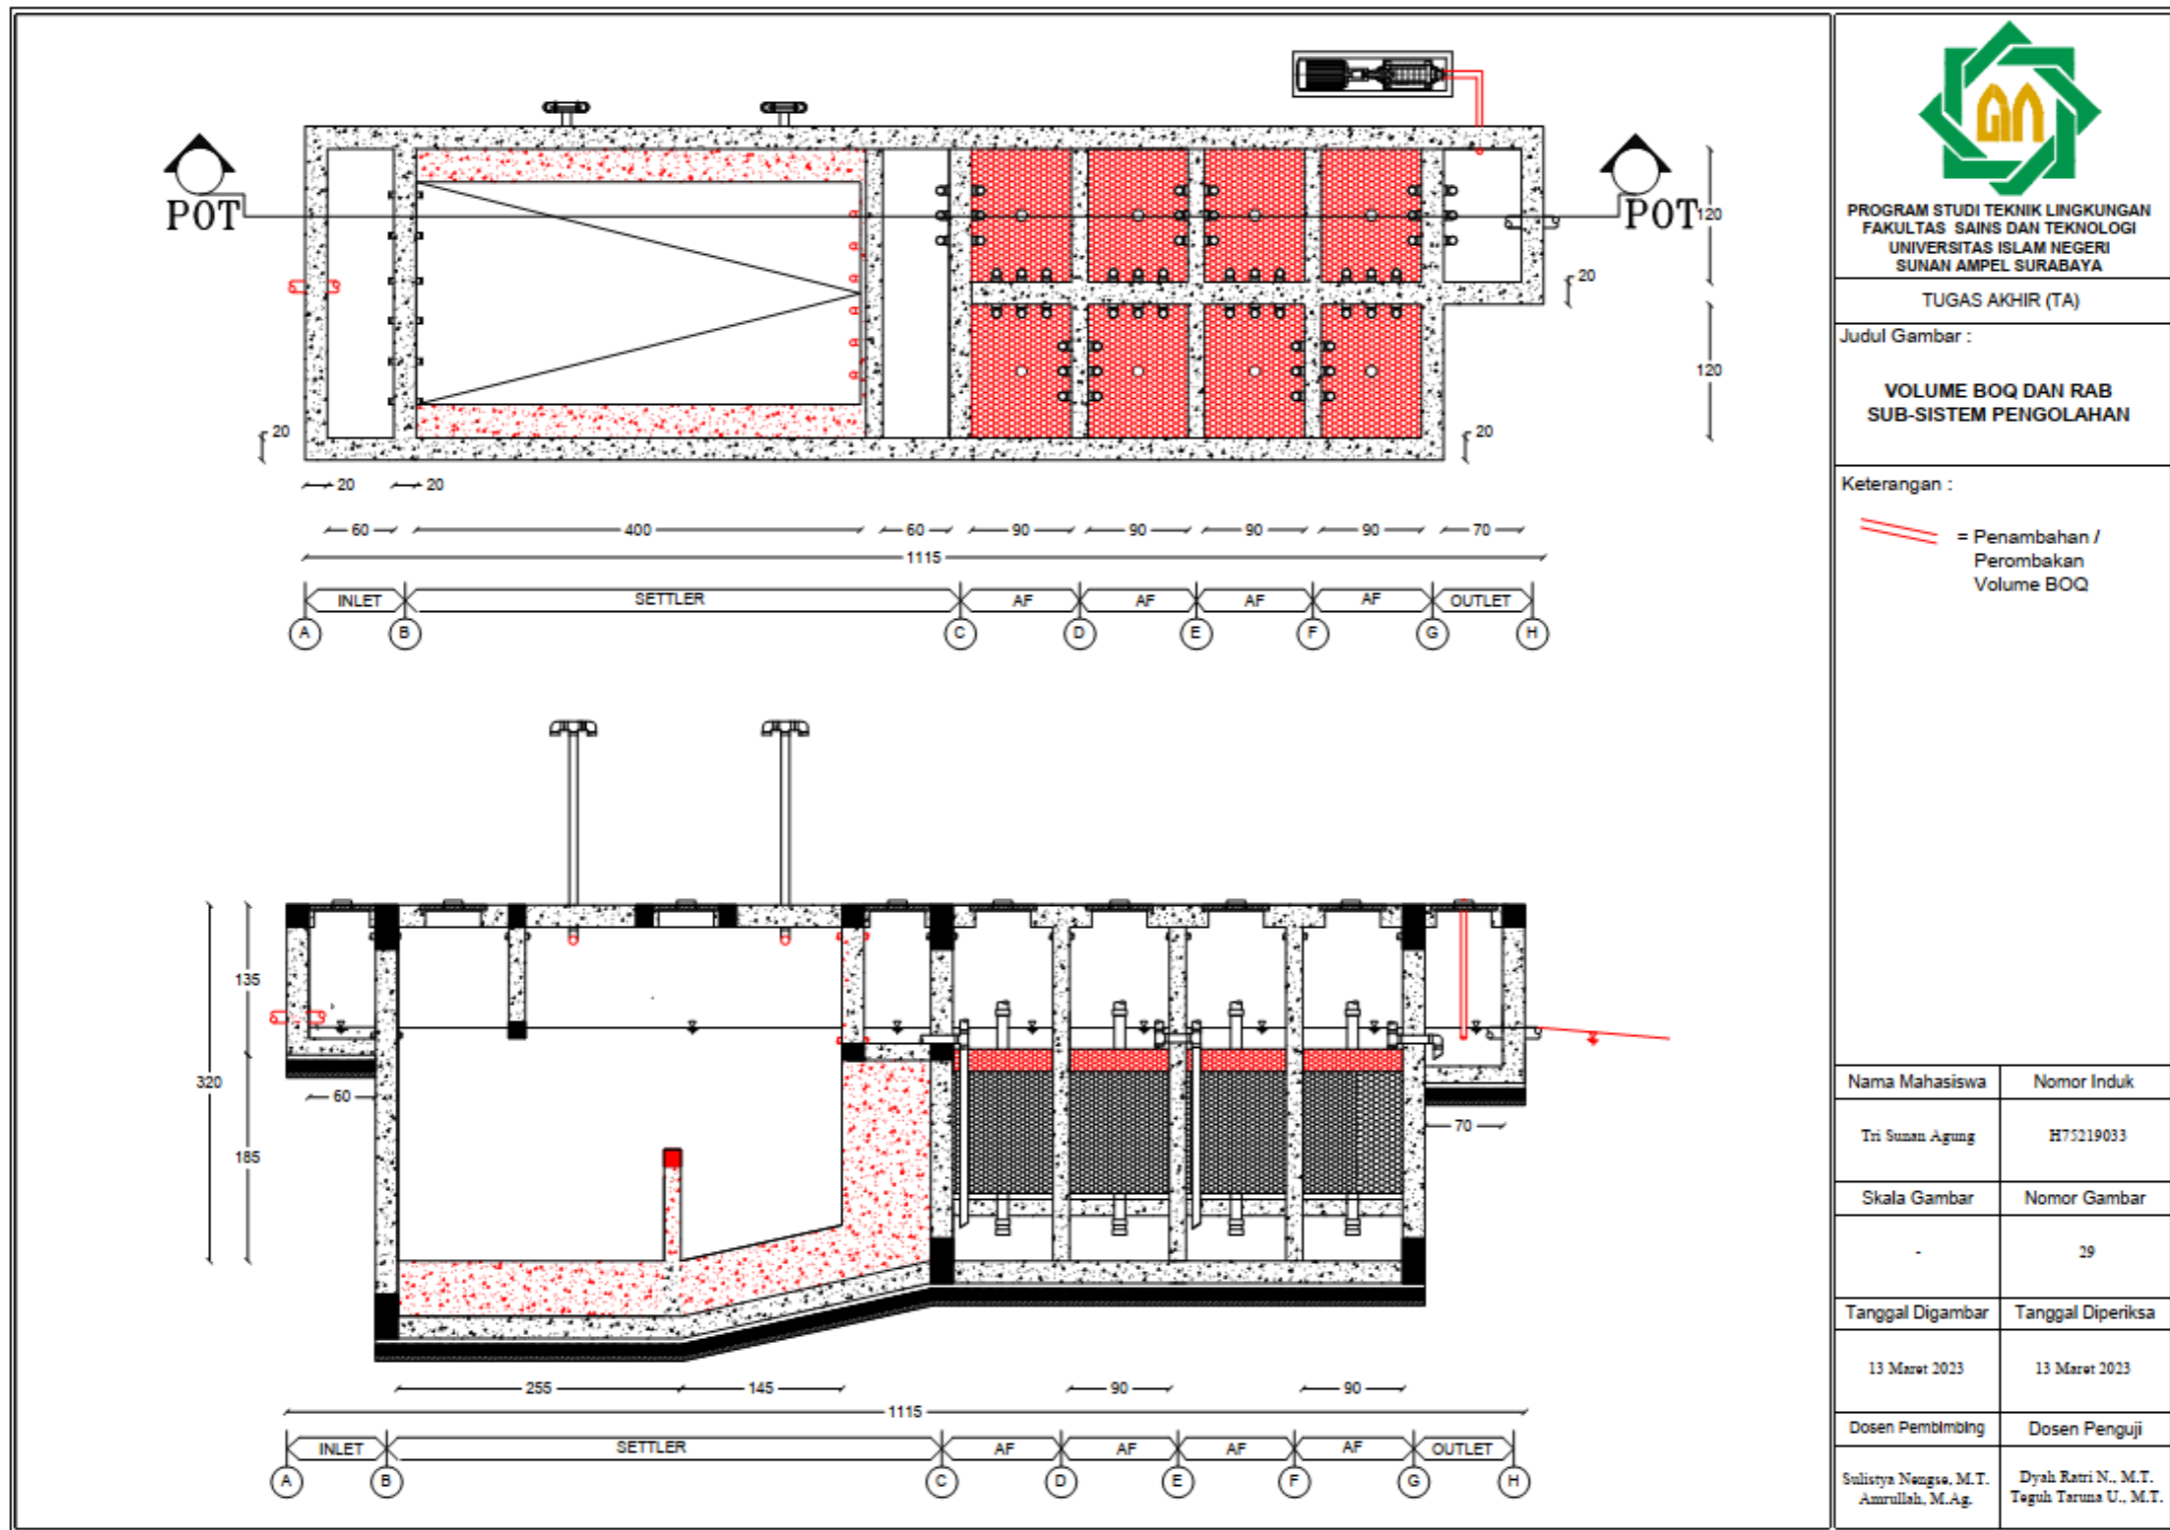 POT
POT
120
20
120
20
20
20
20
60
400
60
90
90
90
90
70
1115
INLET
SETTLER
AF
AF
AF
AF
OUTLET
A
B
C
D
E
F
G
H
135
320
185
60
70
255
145
90
90
1115
INLET
SETTLER
AF
AF
AF
AF
OUTLET
A
B
C
D
E
F
G
H
PROGRAM STUDI TEKNIK LINGKUNGAN
FAKULTAS SAINS DAN TEKNOLOGI
UNIVERSITAS ISLAM NEGERI
SUNAN AMPEL SURABAYA
TUGAS AKHIR (TA)
Judul Gambar :
VOLUME BOQ DAN RAB
SUB-SISTEM PENGOLAHAN
Keterangan :
= Penambahan /
Perombakan
Volume BOQ
Nama Mahasiswa
Nomor Induk
Tri Sunan Agung
H75219033
Skala Gambar
Nomor Gambar
-
29
Tanggal Digambar
Tanggal Diperiksa
13 Maret 2023
13 Maret 2023
Dosen Pembimbing
Dosen Penguji
Sulistya Nengse, M.T.
Amrullah, M.Ag.
Dyah Ratri N., M.T.
Teguh Taruna U., M.T.